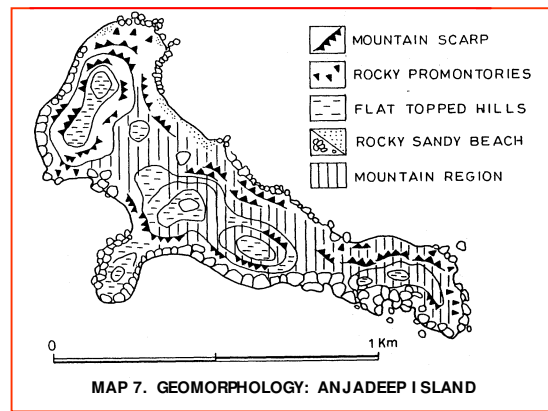 MOUNTAIN SCARP
ROCKY PROMONTORIES
FLAT TOPPED HILLS
ROCKY SANDY BEACH
MOUNTAIN REGION
0 1 Km
MAP 7. GEOMORPHOLOGY: ANJADEEP ISLAND